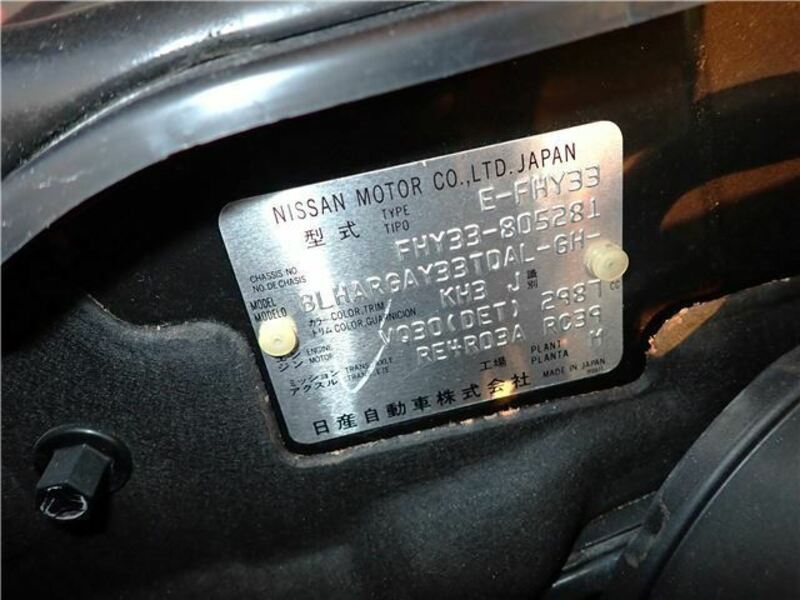 NISSAN MOTOR CO.,LTD. JAPAN
型式 TYPE TIPO E-FHY33
CHASSIS NO. NO. DE CHASIS FHY33-805281
MODEL MODELO BLHARGAY33TDAL-GH-
カラー COLOR, TRIM トリム COLOR, GUARNICION KH3 J 識別
エンジン ENGINE MOTOR VQ30(DET) 2987 CC
ミッション アクスル TRANS. AXLE RE4R03A RC39
工場 PLANT PLANTA M
日産自動車株式会社 MADE IN JAPAN